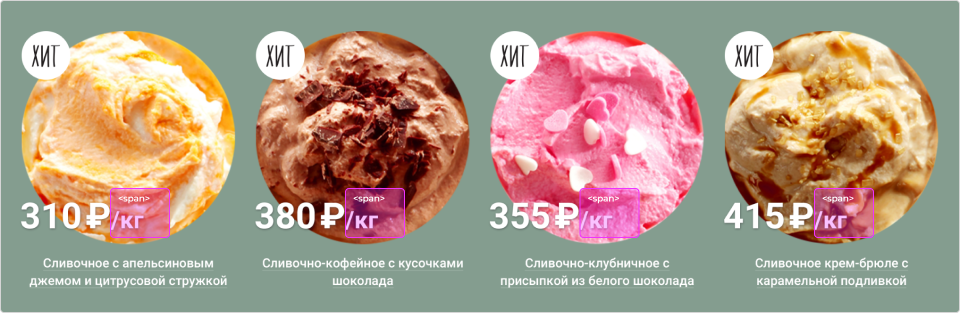 ХИТ ХИТ ХИТ ХИТ
<span> <span> <span> <span>
310 ₽/кг 380 ₽/кг 355 ₽/кг 415 ₽/кг
Сливочное с апельсиновым
джемом и цитрусовой стружкой
Сливочно-кофейное с кусочками
шоколада
Сливочно-клубничное с
присыпкой из белого шоколада
Сливочное крем-брюле с
карамельной подливкой